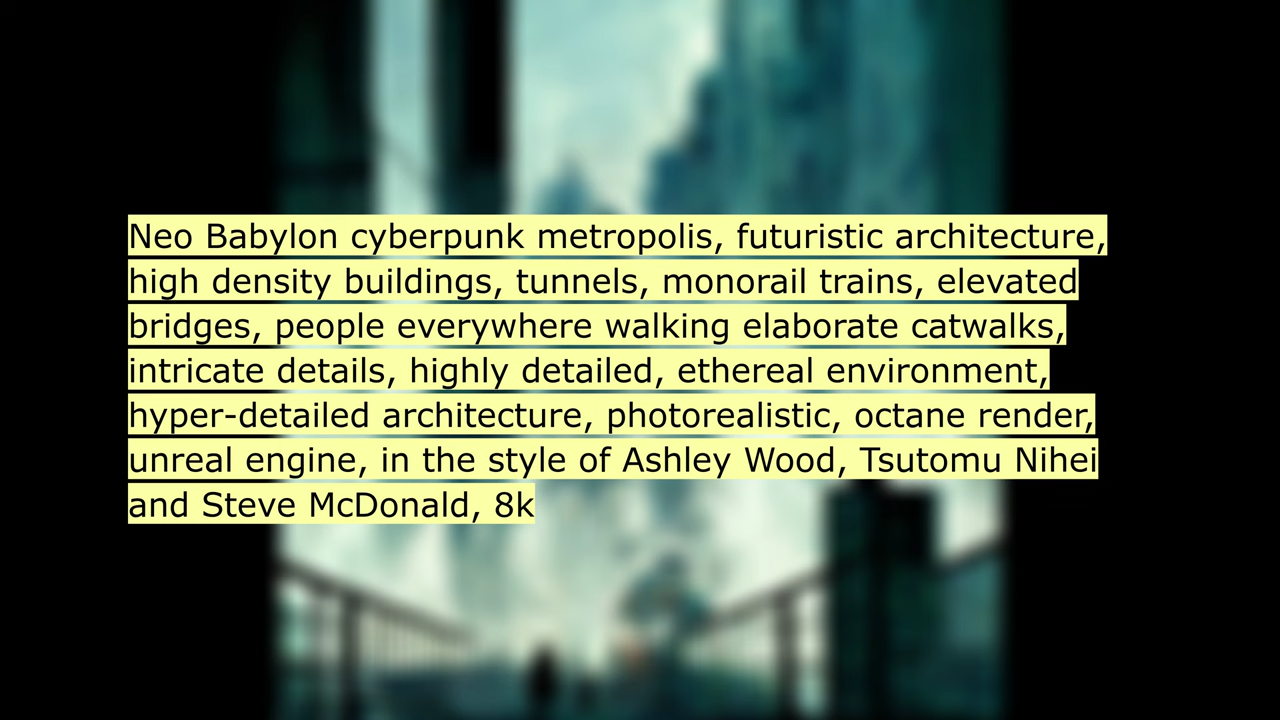 Neo Babylon cyberpunk metropolis, futuristic architecture,
high density buildings, tunnels, monorail trains, elevated
bridges, people everywhere walking elaborate catwalks,
intricate details, highly detailed, ethereal environment,
hyper-detailed architecture, photorealistic, octane render,
unreal engine, in the style of Ashley Wood, Tsutomu Nihei
and Steve McDonald, 8k